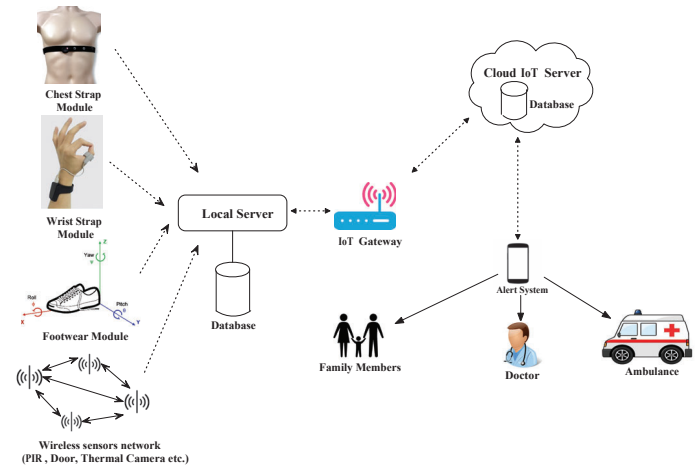 Chest Strap
Module
Wrist Strap
Module
Z
Yaw
γ
Roll
ϕ
X
Pitch
θ
Y
Footwear Module
Wireless sensors network
(PIR , Door, Thermal Camera etc.)
Local Server
Database
IoT Gateway
Cloud IoT Server
Database
Alert System
Family Members
Doctor
Ambulance